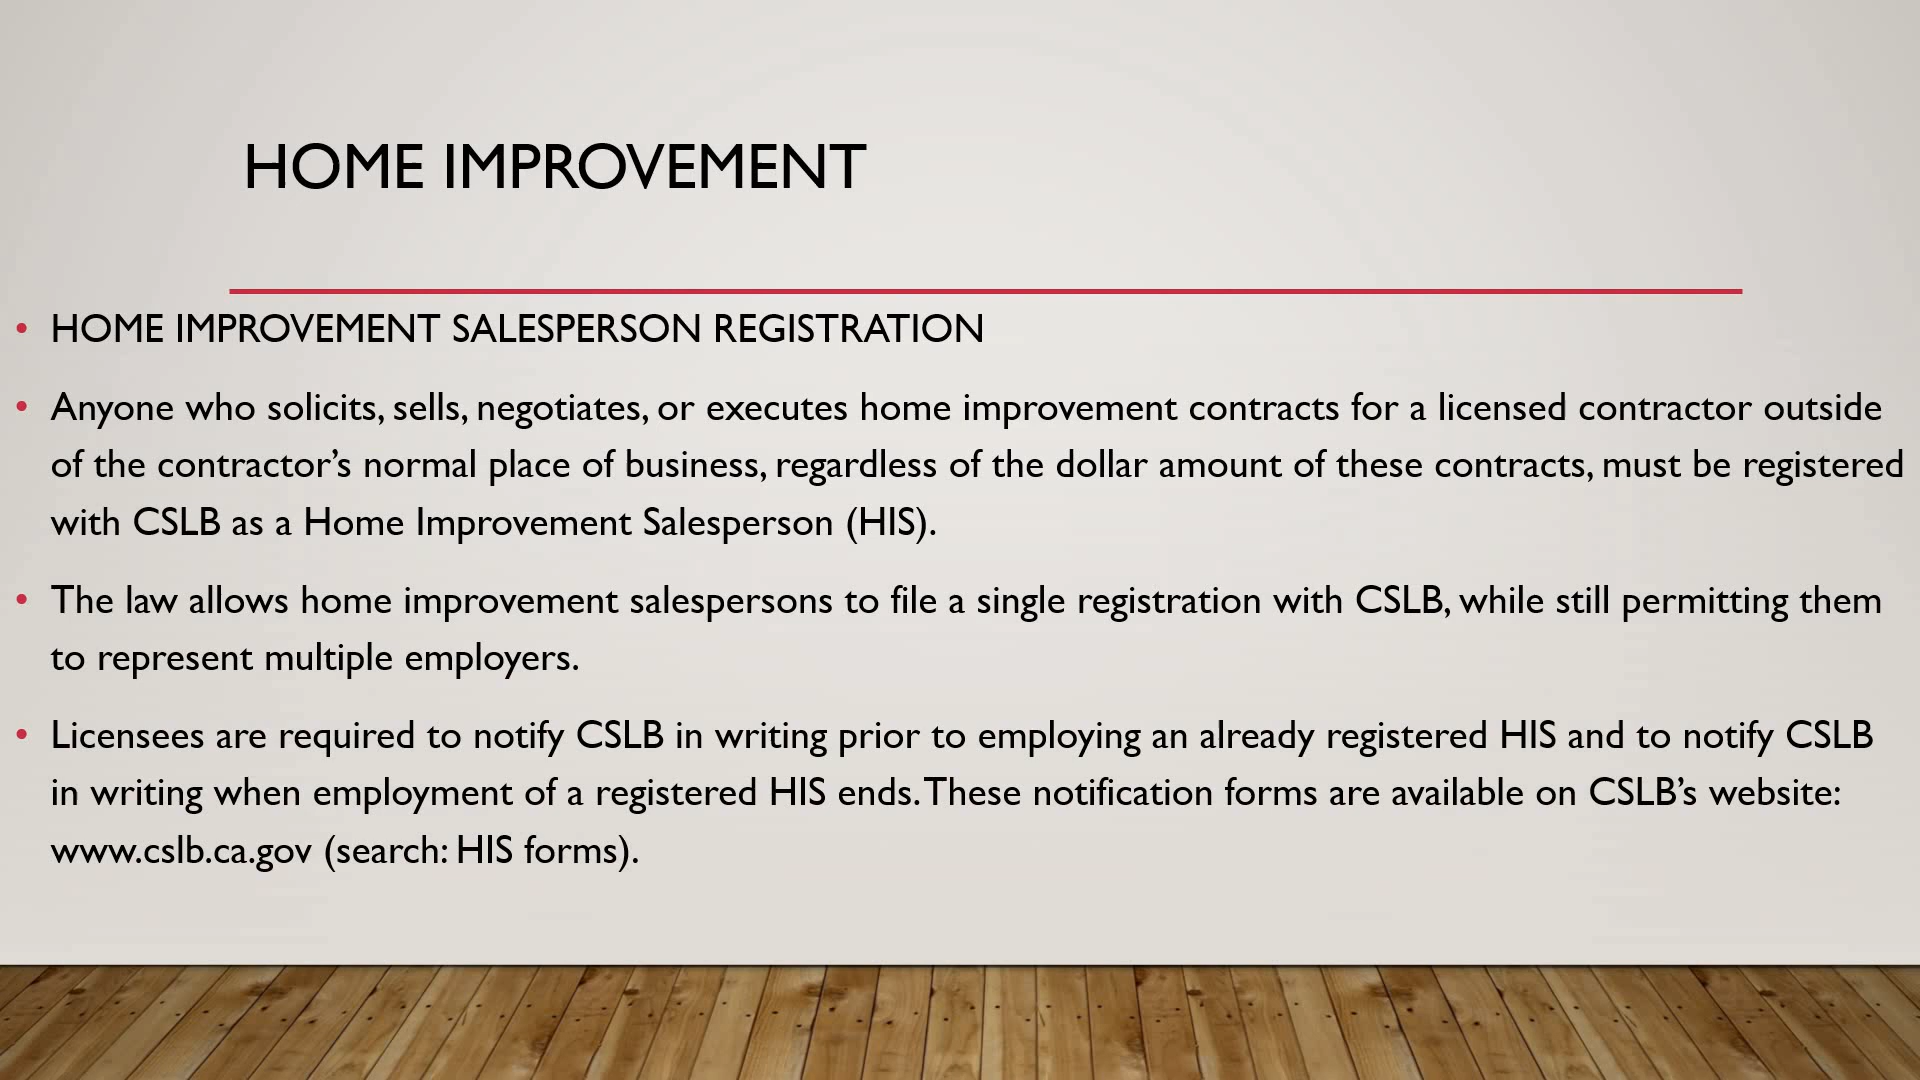 HOME IMPROVEMENT
• HOME IMPROVEMENT SALESPERSON REGISTRATION
• Anyone who solicits, sells, negotiates, or executes home improvement contracts for a licensed contractor outside
of the contractor’s normal place of business, regardless of the dollar amount of these contracts, must be registered
with CSLB as a Home Improvement Salesperson (HIS).
• The law allows home improvement salespersons to file a single registration with CSLB, while still permitting them
to represent multiple employers.
• Licensees are required to notify CSLB in writing prior to employing an already registered HIS and to notify CSLB
in writing when employment of a registered HIS ends. These notification forms are available on CSLB’s website:
www.cslb.ca.gov (search: HIS forms).